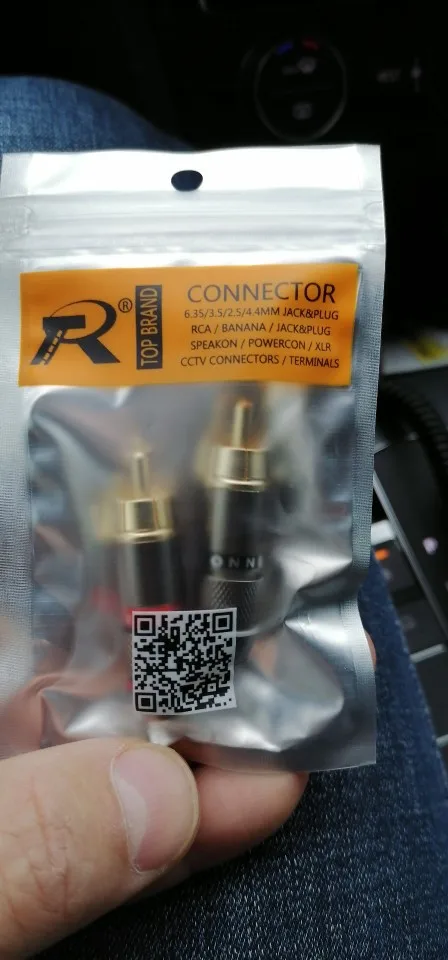 R®
TOP BRAND
CONNECTOR
6.35/3.5/2.5/4.4MM JACK&PLUG
RCA / BANANA / JACK&PLUG
SPEAKON / POWERCON / XLR
CCTV CONNECTORS / TERMINALS
ONNI